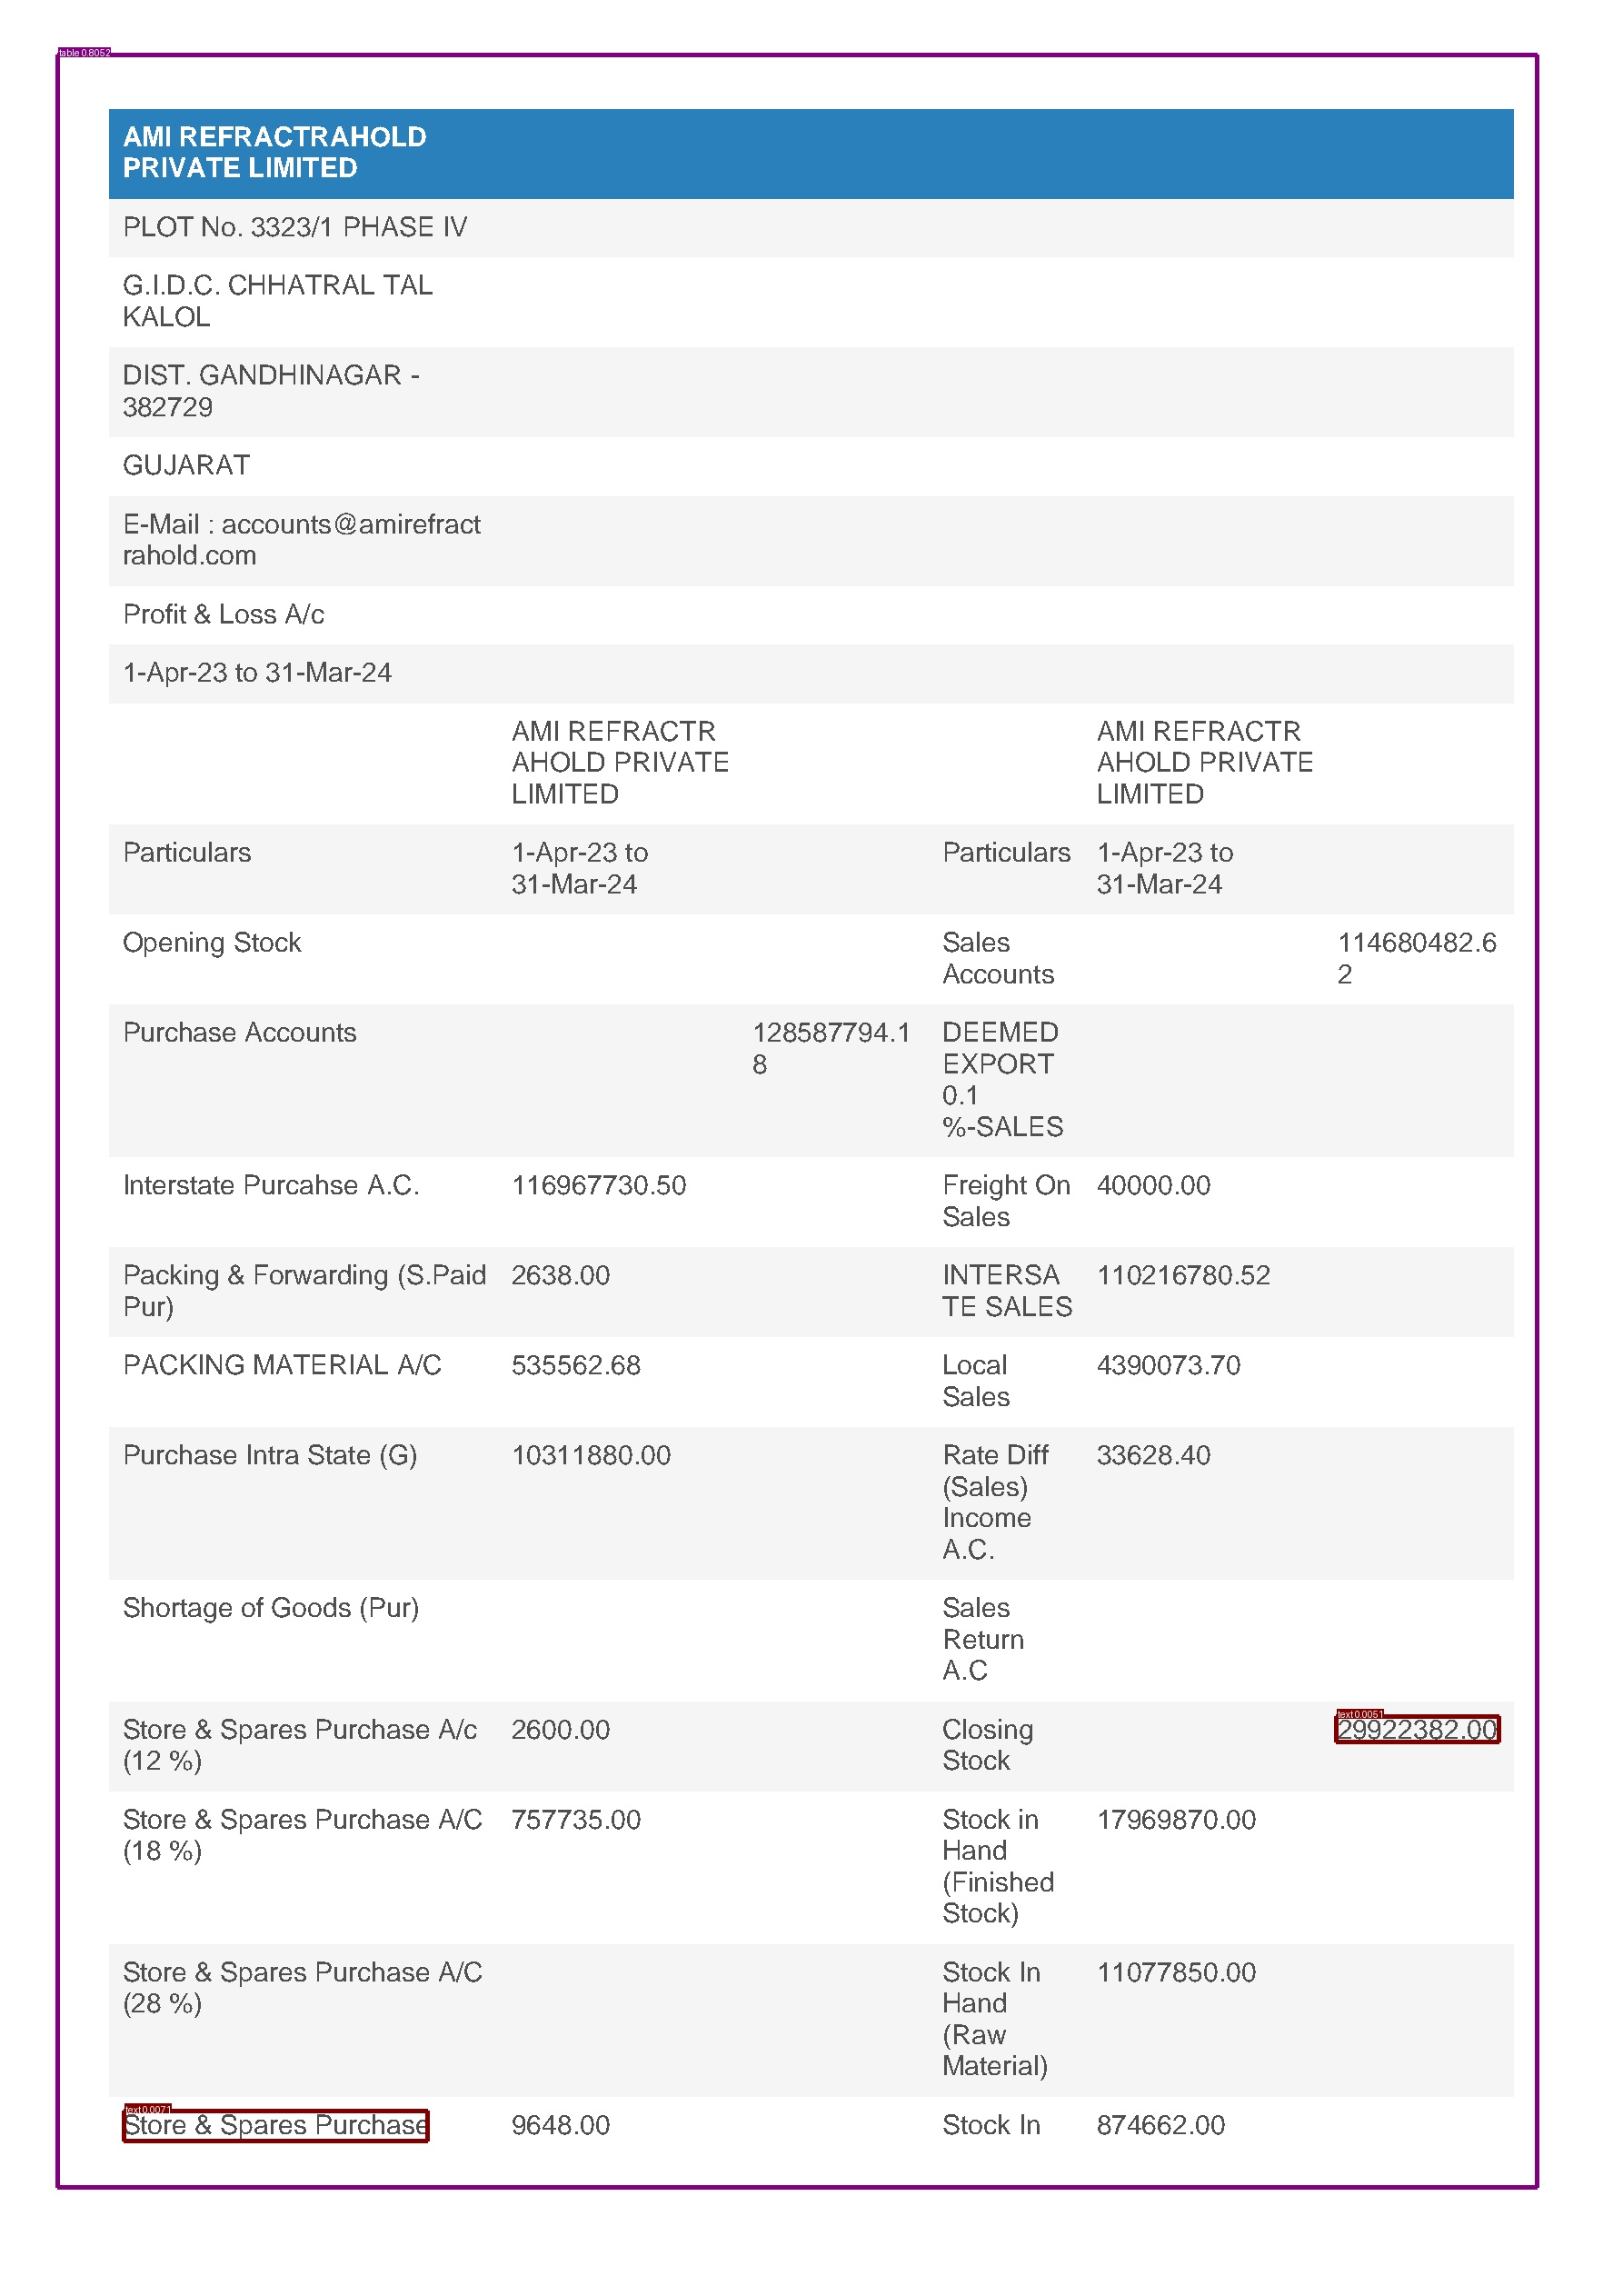 table 0.8052
AMI REFRACTRAHOLD
PRIVATE LIMITED
PLOT No. 3323/1 PHASE IV
G.I.D.C. CHHATRAL TAL
KALOL
DIST. GANDHINAGAR -
382729
GUJARAT
E-Mail : accounts@amirefract
rahold.com
Profit & Loss A/c
1-Apr-23 to 31-Mar-24
AMI REFRACTR
AHOLD PRIVATE
LIMITED
AMI REFRACTR
AHOLD PRIVATE
LIMITED
Particulars
1-Apr-23 to
31-Mar-24
Particulars
1-Apr-23 to
31-Mar-24
Opening Stock
Sales
Accounts
114680482.6
2
Purchase Accounts
128587794.1
8
DEEMED
EXPORT
0.1
%-SALES
Interstate Purcahse A.C.
116967730.50
Freight On
Sales
40000.00
Packing & Forwarding (S.Paid
Pur)
2638.00
INTERSA
TE SALES
110216780.52
PACKING MATERIAL A/C
535562.68
Local
Sales
4390073.70
Purchase Intra State (G)
10311880.00
Rate Diff
(Sales)
Income
A.C.
33628.40
Shortage of Goods (Pur)
Sales
Return
A.C
Store & Spares Purchase A/c
(12 %)
2600.00
Closing
Stock
text 0.0051
29922382.00
Store & Spares Purchase A/C
(18 %)
757735.00
Stock in
Hand
(Finished
Stock)
17969870.00
Store & Spares Purchase A/C
(28 %)
Stock In
Hand
(Raw
Material)
11077850.00
text 0.0071
Store & Spares Purchase
9648.00
Stock In
874662.00